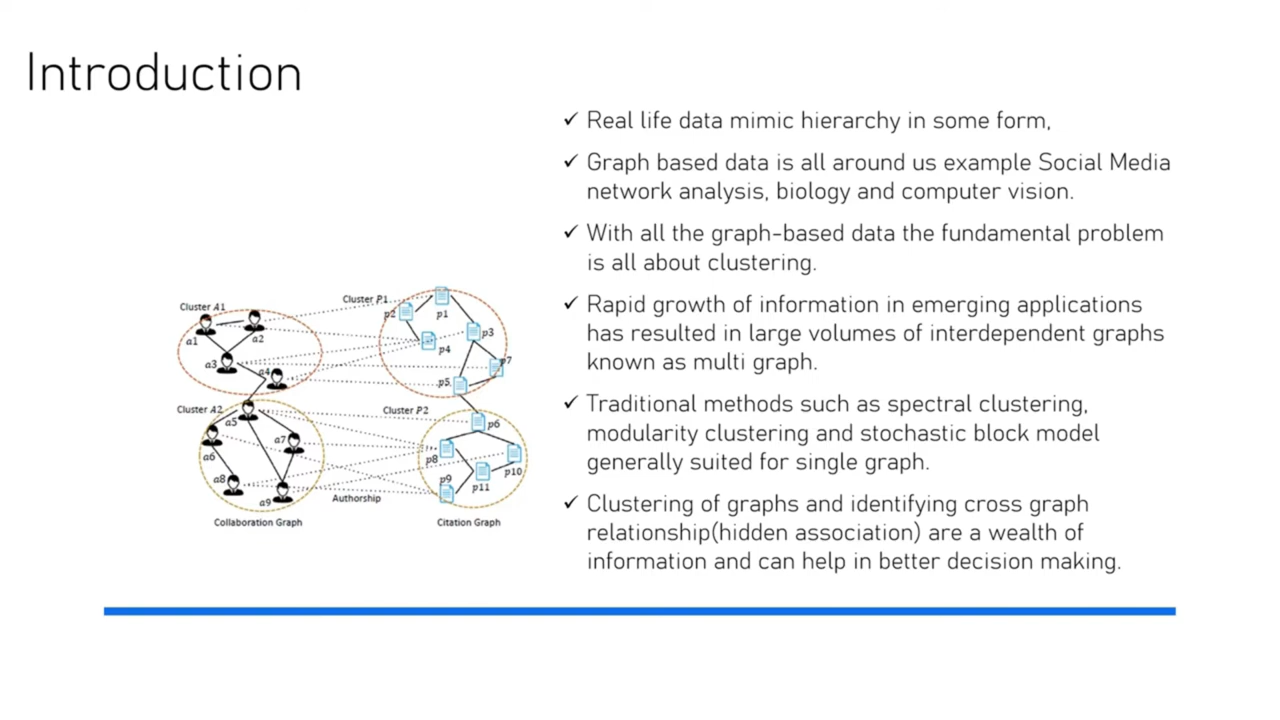 Introduction
✓ Real life data mimic hierarchy in some form,
✓ Graph based data is all around us example Social Media
network analysis, biology and computer vision.
✓ With all the graph-based data the fundamental problem
is all about clustering.
✓ Rapid growth of information in emerging applications
has resulted in large volumes of interdependent graphs
known as multi graph.
✓ Traditional methods such as spectral clustering,
modularity clustering and stochastic block model
generally suited for single graph.
✓ Clustering of graphs and identifying cross graph
relationship(hidden association) are a wealth of
information and can help in better decision making.
Cluster A1
a1
a2
a3
a4
Cluster A2
a5
a6
a7
a8
a9
Collaboration Graph
Authorship
Cluster P1
p2
p1
p3
p4
p7
p5
Cluster P2
p6
p8
p10
p9
p11
Citation Graph